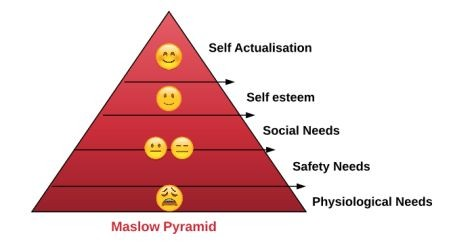 Self Actualisation
Self esteem
Social Needs
Safety Needs
Physiological Needs
Maslow Pyramid